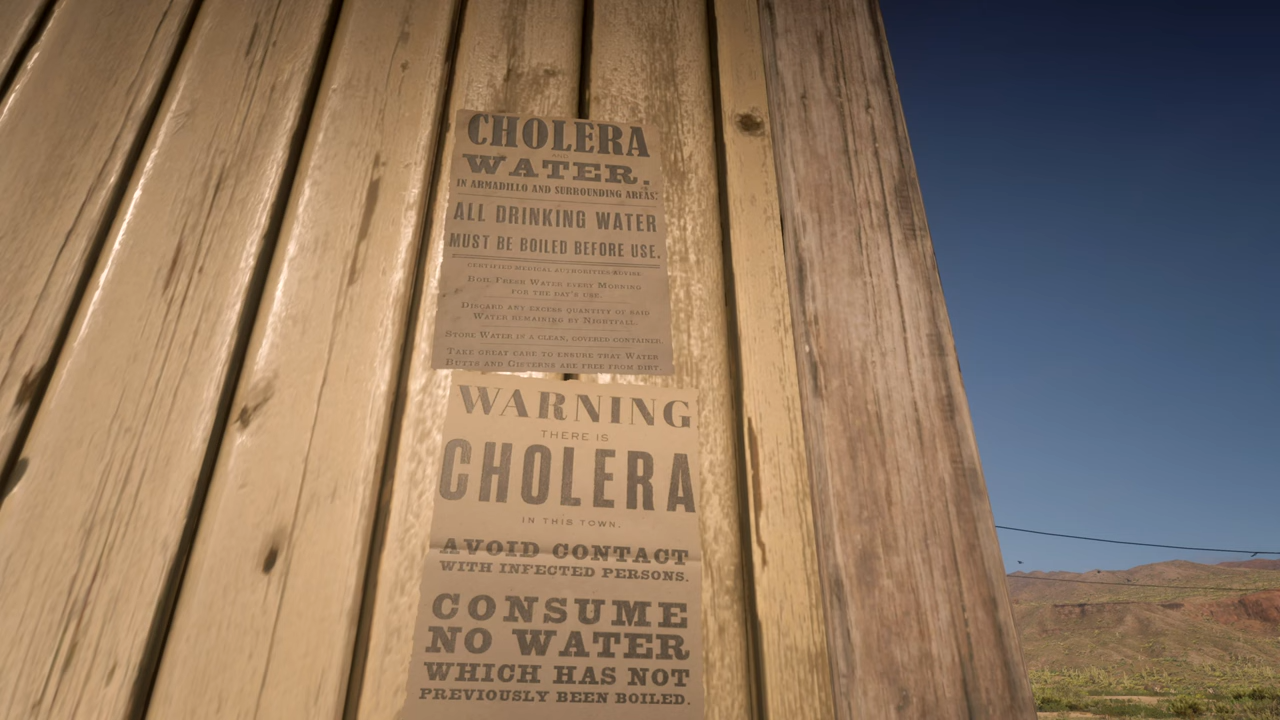 CHOLERA
AND
WATER.
IN ARMADILLO AND SURROUNDING AREAS:
ALL DRINKING WATER
MUST BE BOILED BEFORE USE.
CERTIFIED MEDICAL AUTHORITIES ADVISE
BOIL FRESH WATER EVERY MORNING
FOR THE DAY'S USE.
DISCARD ANY EXCESS QUANTITY OF SAID
WATER REMAINING BY NIGHTFALL.
STORE WATER IN A CLEAN, COVERED CONTAINER.
TAKE GREAT CARE TO ENSURE THAT WATER
BUTTS AND CISTERNS ARE FREE FROM DIRT.
WARNING
THERE IS
CHOLERA
IN THIS TOWN.
AVOID CONTACT
WITH INFECTED PERSONS.
CONSUME
NO WATER
WHICH HAS NOT
PREVIOUSLY BEEN BOILED.